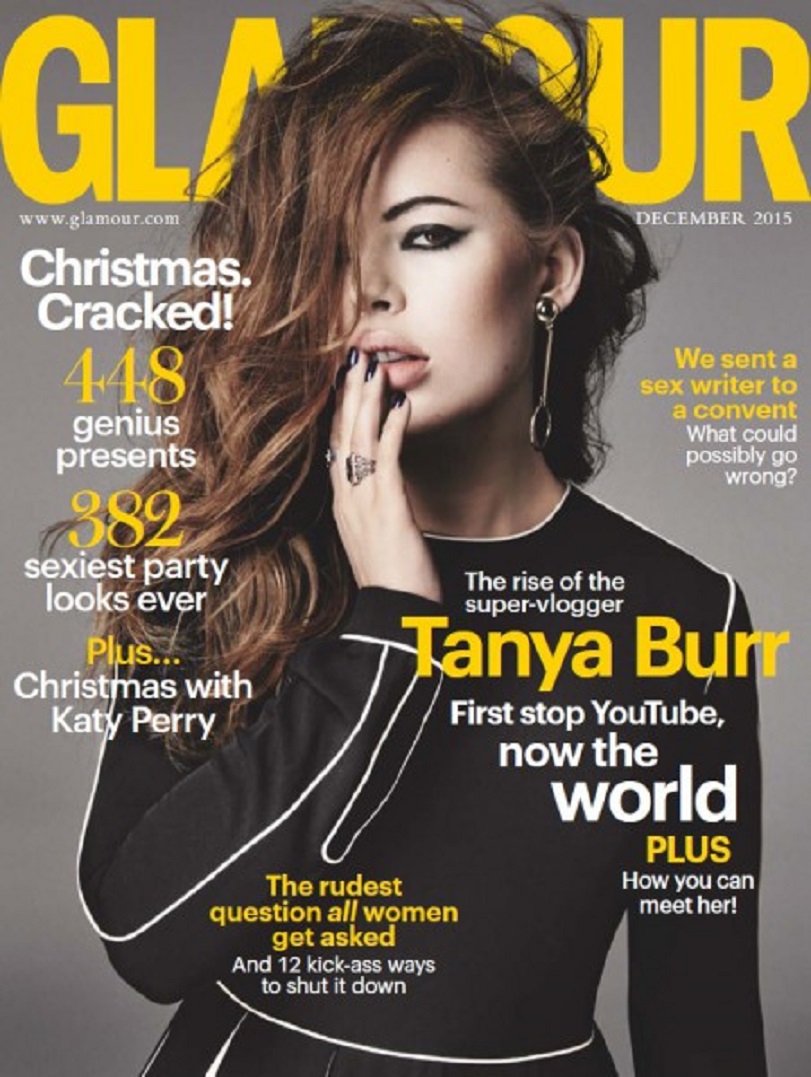 GLAMOUR
www.glamour.com
DECEMBER 2015
Christmas.
Cracked!
448
genius
presents
382
sexiest party
looks ever
Plus...
Christmas with
Katy Perry
We sent a
sex writer to
a convent
What could
possibly go
wrong?
The rise of the
super-vlogger
Tanya Burr
First stop YouTube,
now the
world
PLUS
How you can
meet her!
The rudest
question all women
get asked
And 12 kick-ass ways
to shut it down